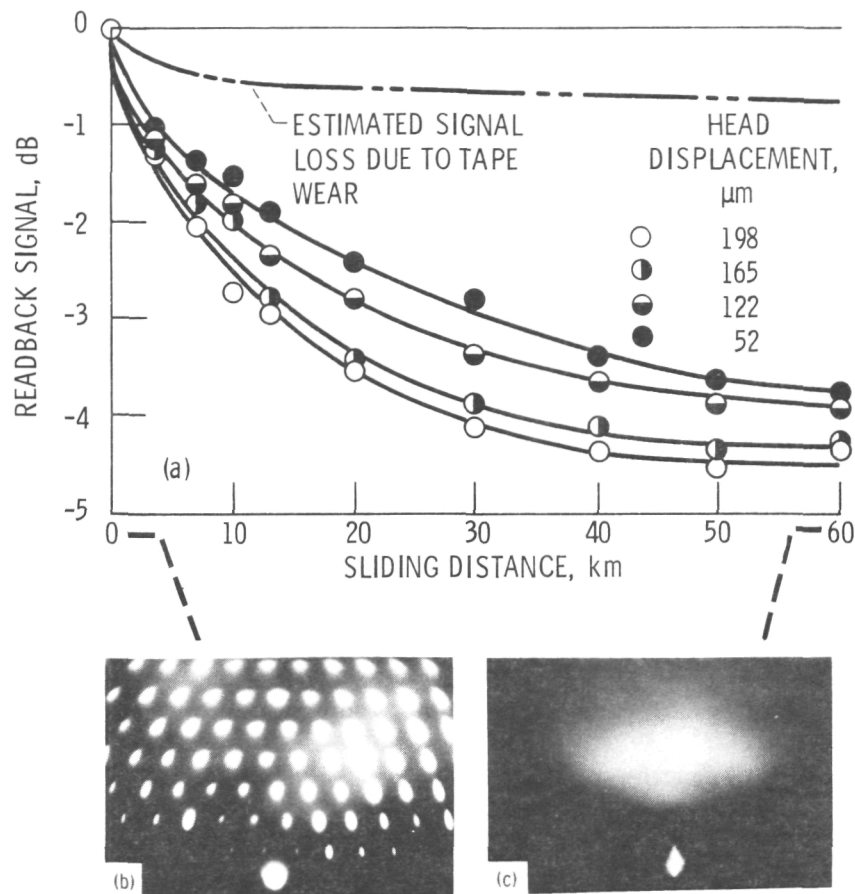 0
-1
-2
-3
-4
-5
READBACK SIGNAL, dB
ESTIMATED SIGNAL
LOSS DUE TO TAPE
WEAR
HEAD
DISPLACEMENT,
μm
198
165
122
52
(a)
0 10 20 30 40 50 60
SLIDING DISTANCE, km
(b)
(c)